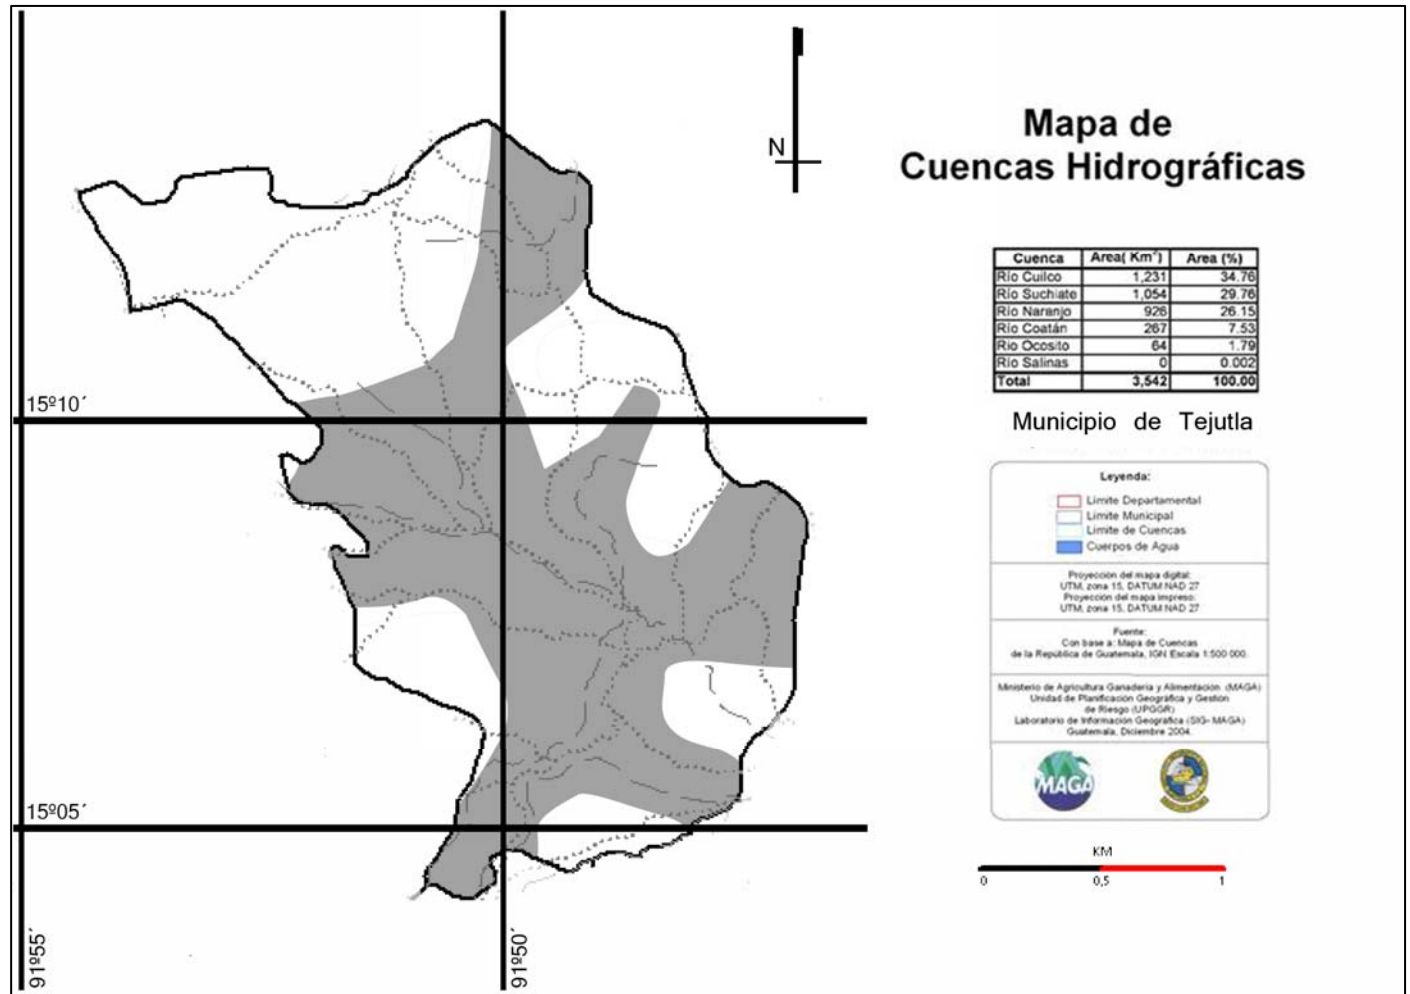 N
Mapa de
Cuencas Hidrográficas
Cuenca Area( Km²) Area (%)
Río Cuilco 1,231 34.76
Río Suchiate 1,054 29.76
Río Naranjo 926 26.15
Río Coatán 267 7.53
Río Ocosito 64 1.79
Río Salinas 0 0.002
Total 3,542 100.00
Municipio de Tejutla
Leyenda:
Limite Departamental
Limite Municipal
Limite de Cuencas
Cuerpos de Agua
Proyección del mapa digital:
UTM, zona 15, DATUM NAD 27
Proyección del mapa impreso:
UTM, zona 15, DATUM NAD 27
Fuente:
Con base a: Mapa de Cuencas
de la República de Guatemala, IGN Escala 1:500 000.
Ministerio de Agricultura Ganadería y Alimentación (MAGA)
Unidad de Planificación Geográfica y Gestión
de Riesgo (UPGGR)
Laboratorio de Información Geográfica (SIG- MAGA)
Guatemala, Diciembre 2004.
MAGA
KM
0 0,5 1
15º10´
15º05´
91º55´
91º50´